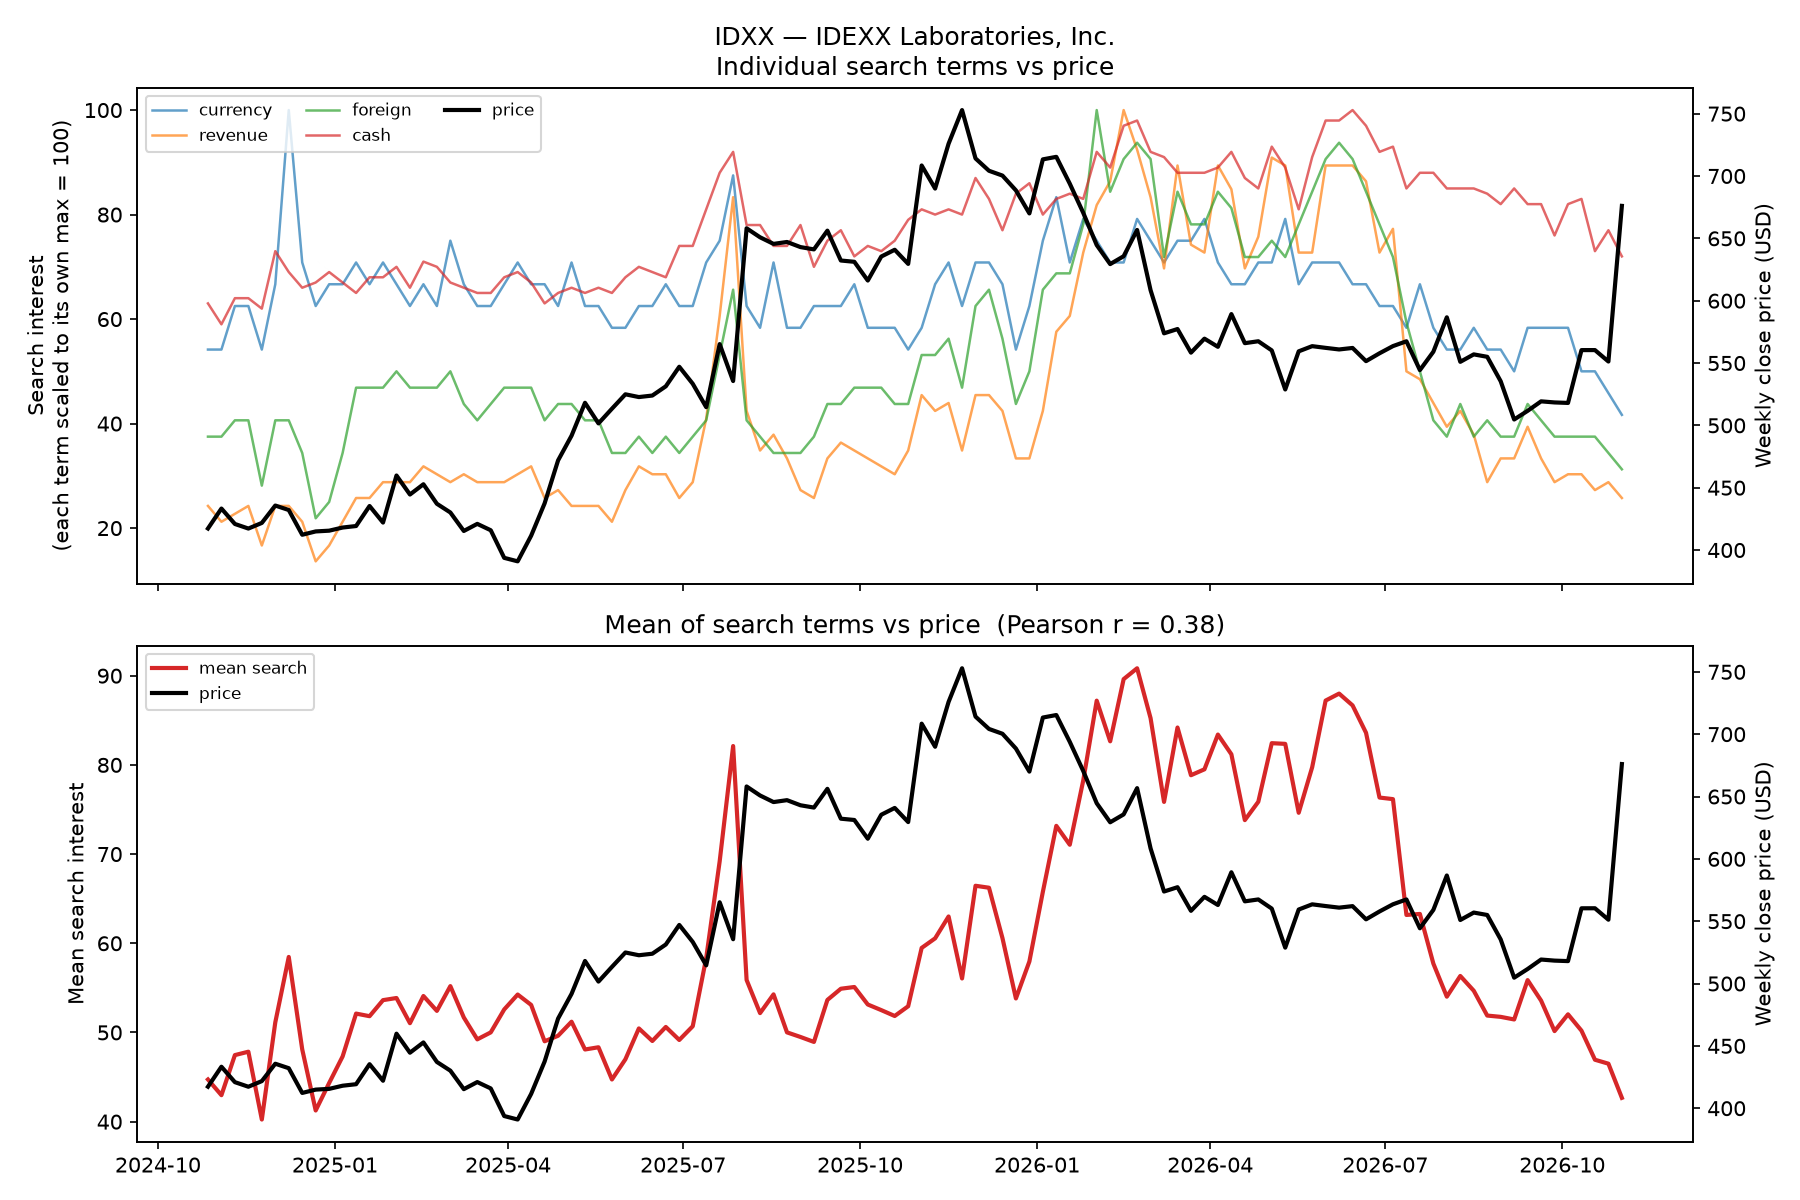 IDXX — IDEXX Laboratories, Inc.
Individual search terms vs price
currency
revenue
foreign
cash
price
Search interest
(each term scaled to its own max = 100)
100
80
60
40
20
Weekly close price (USD)
750
700
650
600
550
500
450
400
Mean of search terms vs price (Pearson r = 0.38)
mean search
price
Mean search interest
90
80
70
60
50
40
Weekly close price (USD)
750
700
650
600
550
500
450
400
2024-10
2025-01
2025-04
2025-07
2025-10
2026-01
2026-04
2026-07
2026-10